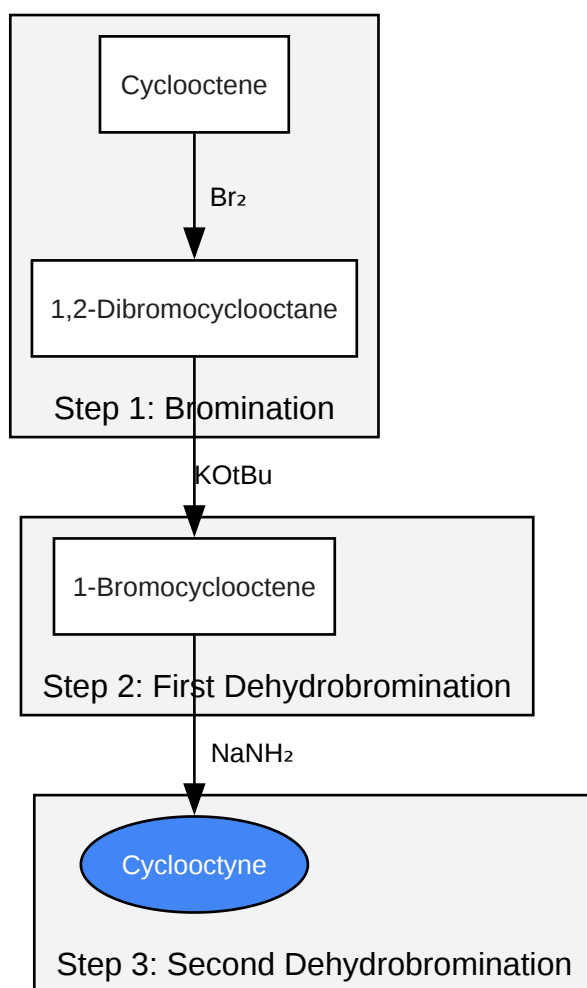 Cyclooctene
Br₂
1,2-Dibromocyclooctane
Step 1: Bromination
KOtBu
1-Bromocyclooctene
Step 2: First Dehydrobromination
NaNH₂
Cyclooctyne
Step 3: Second Dehydrobromination